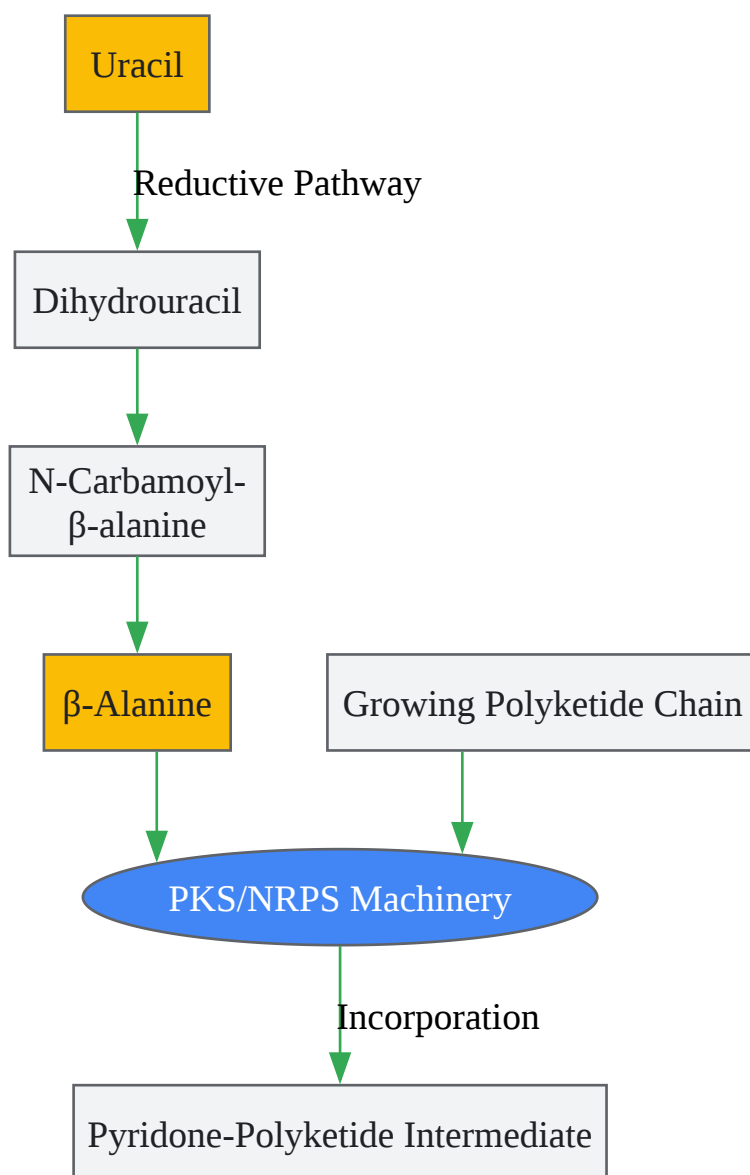 Uracil
Reductive Pathway
Dihydrouracil
N-Carbamoyl-
β-alanine
β-Alanine
Growing Polyketide Chain
PKS/NRPS Machinery
Incorporation
Pyridone-Polyketide Intermediate